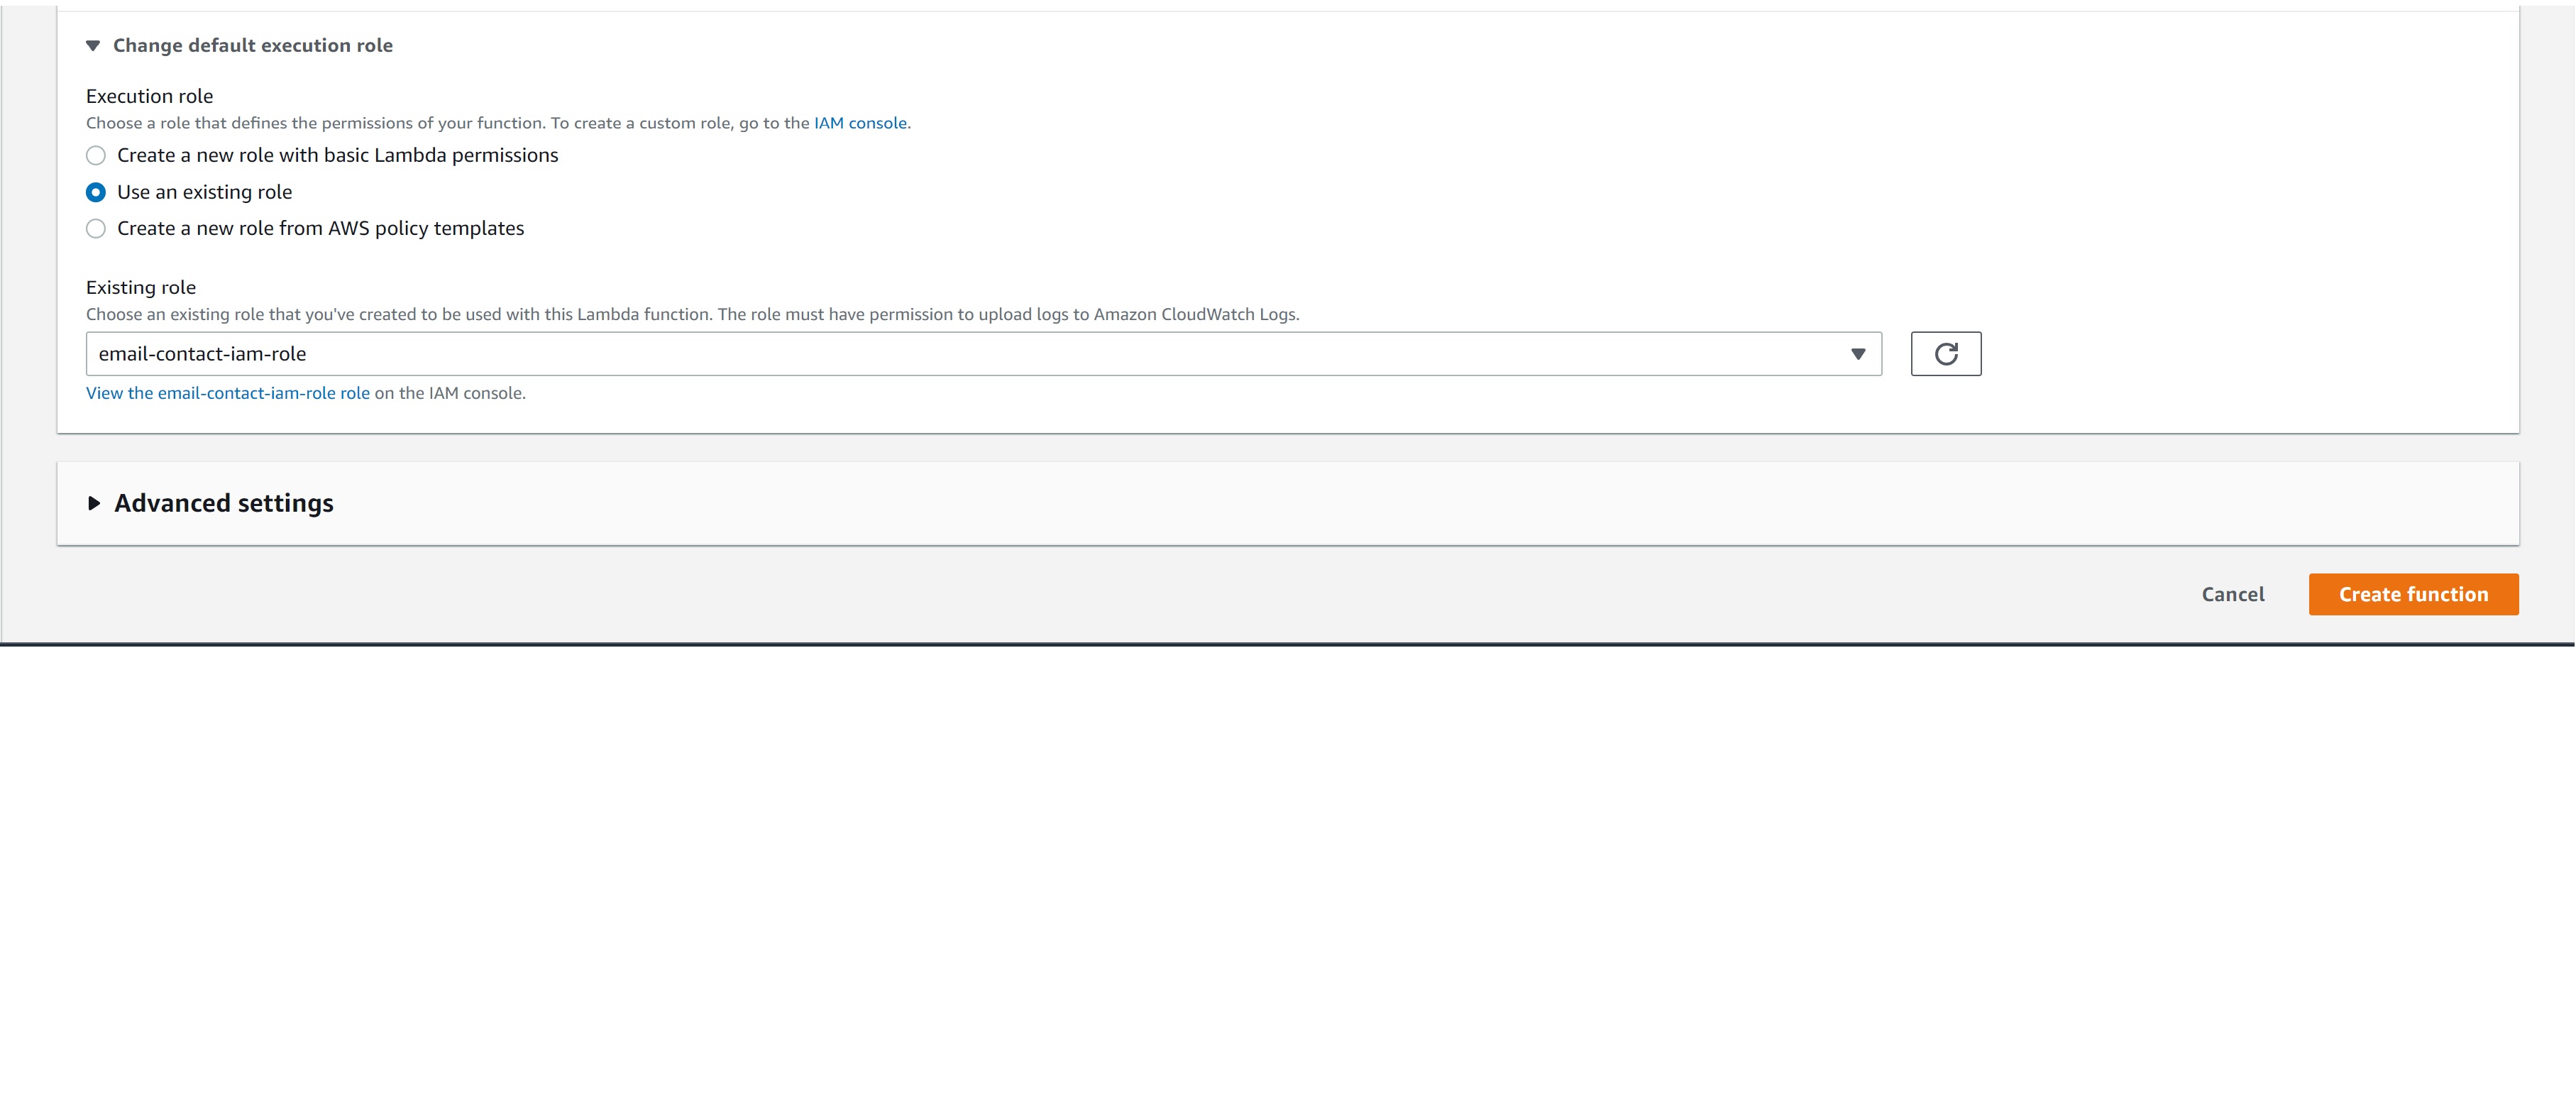 Change default execution role
Execution role
Choose a role that defines the permissions of your function. To create a custom role, go to the IAM console.
Create a new role with basic Lambda permissions
Use an existing role
Create a new role from AWS policy templates
Existing role
Choose an existing role that you've created to be used with this Lambda function. The role must have permission to upload logs to Amazon CloudWatch Logs.
email-contact-iam-role
View the email-contact-iam-role role on the IAM console.
Advanced settings
Cancel
Create function